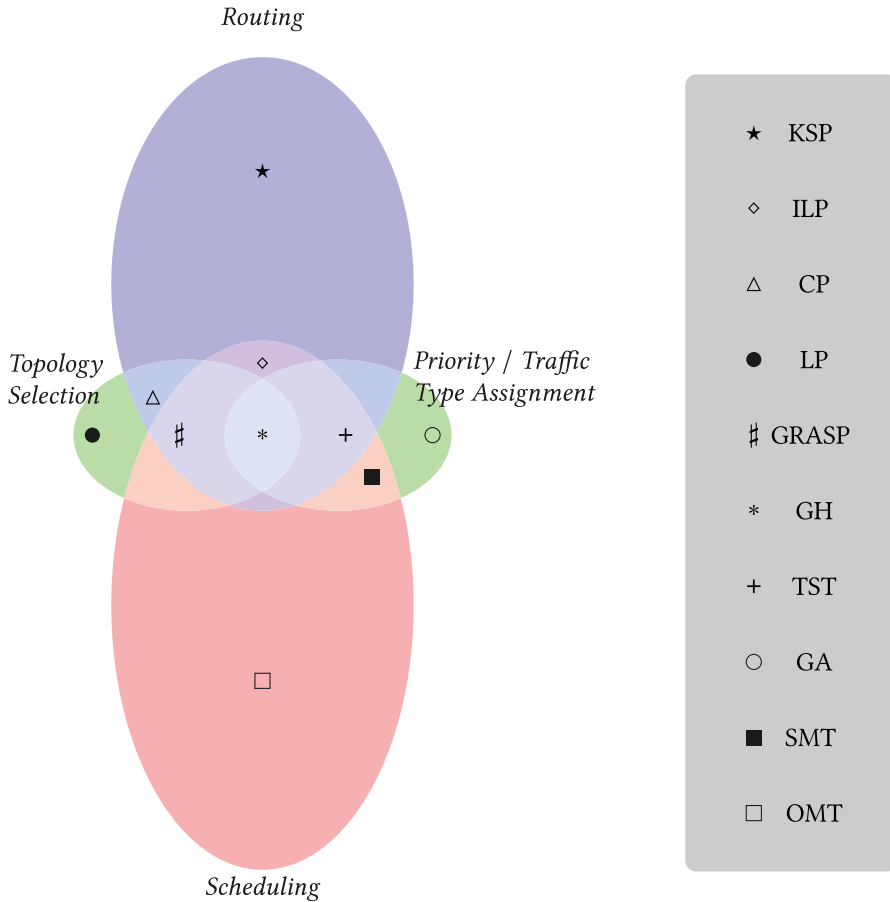 Routing
Topology
Selection
Priority / Traffic
Type Assignment
Scheduling
★ KSP
◇ ILP
△ CP
● LP
♯ GRASP
* GH
+ TST
○ GA
■ SMT
□ OMT